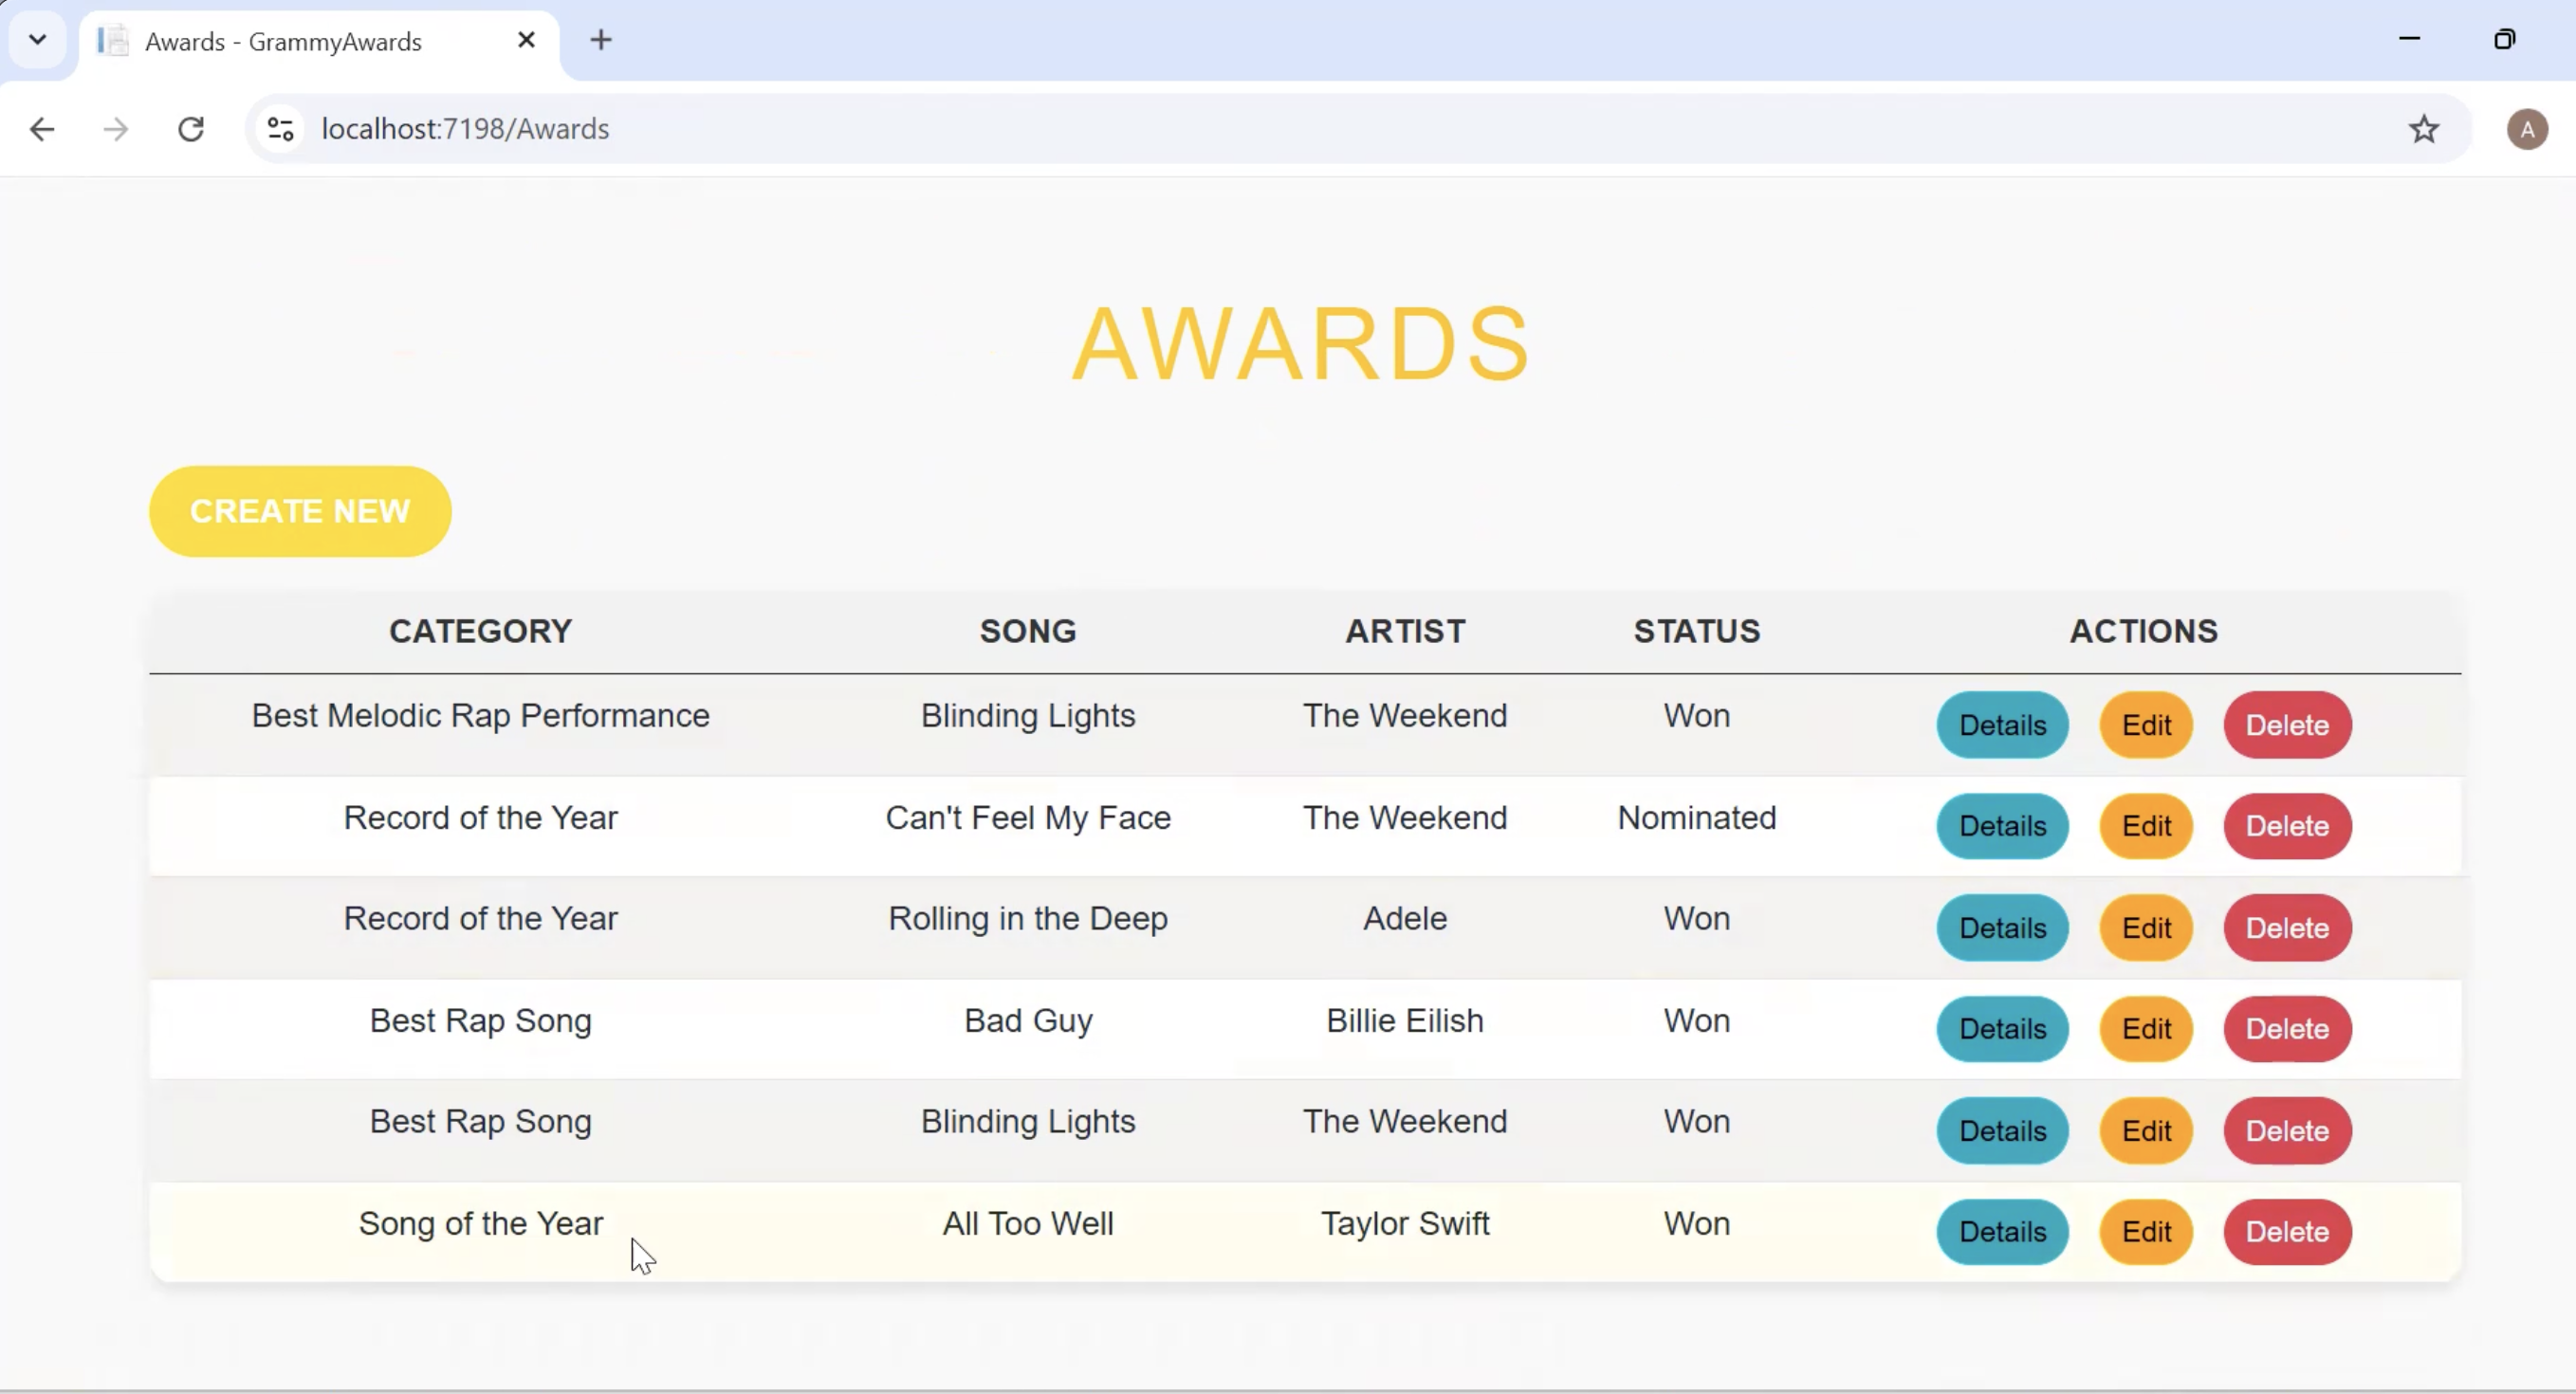 Awards - GrammyAwards
localhost:7198/Awards
A
AWARDS
CREATE NEW
CATEGORY SONG ARTIST STATUS ACTIONS
Best Melodic Rap Performance Blinding Lights The Weekend Won Details Edit Delete
Record of the Year Can't Feel My Face The Weekend Nominated Details Edit Delete
Record of the Year Rolling in the Deep Adele Won Details Edit Delete
Best Rap Song Bad Guy Billie Eilish Won Details Edit Delete
Best Rap Song Blinding Lights The Weekend Won Details Edit Delete
Song of the Year All Too Well Taylor Swift Won Details Edit Delete